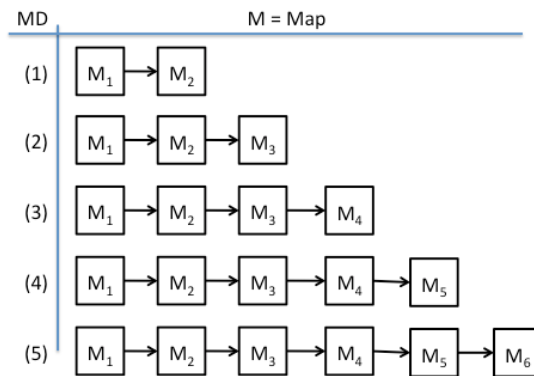 MD M = Map
(1) M₁ M₂
(2) M₁ M₂ M₃
(3) M₁ M₂ M₃ M₄
(4) M₁ M₂ M₃ M₄ M₅
(5) M₁ M₂ M₃ M₄ M₅ M₆